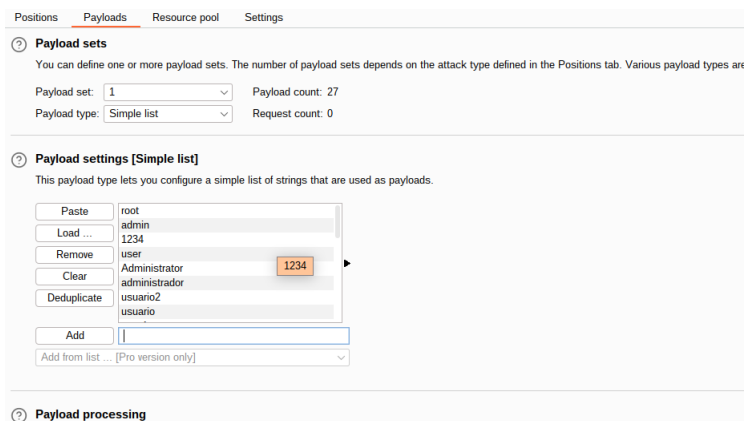 Positions Payloads Resource pool Settings
Payload sets
You can define one or more payload sets. The number of payload sets depends on the attack type defined in the Positions tab. Various payload types are
Payload set: 1 Payload count: 27
Payload type: Simple list Request count: 0
Payload settings [Simple list]
This payload type lets you configure a simple list of strings that are used as payloads.
Paste root
admin
Load ... 1234
Remove user
Administrator 1234
Clear administrador
Deduplicate usuario2
usuario
Add
Add from list ... [Pro version only]
Payload processing